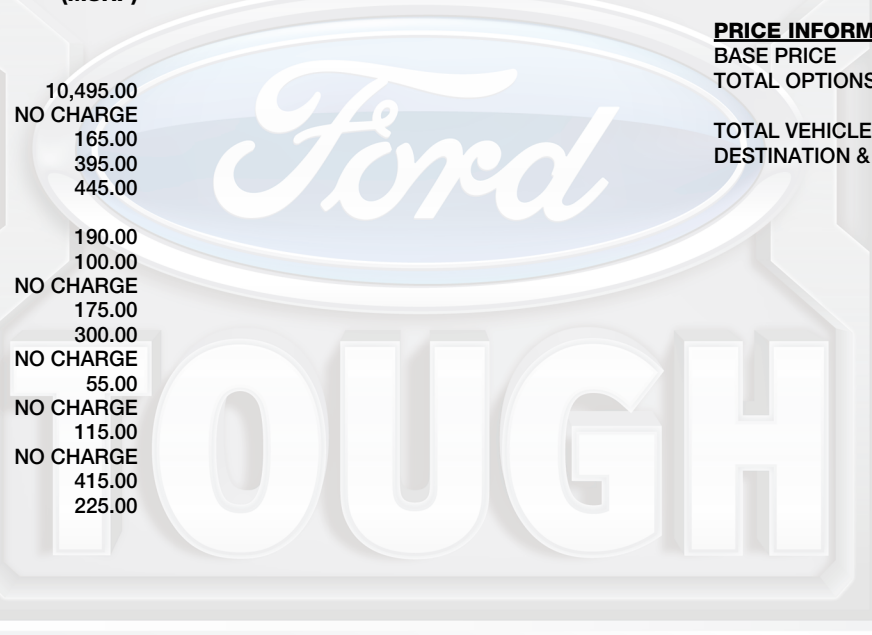 10,495.00
NO CHARGE
165.00
395.00
445.00
190.00
100.00
NO CHARGE
175.00
300.00
NO CHARGE
55.00
NO CHARGE
115.00
NO CHARGE
415.00
225.00
PRICE INFORM
BASE PRICE
TOTAL OPTIONS
TOTAL VEHICLE
DESTINATION &
Ford
TOUGH